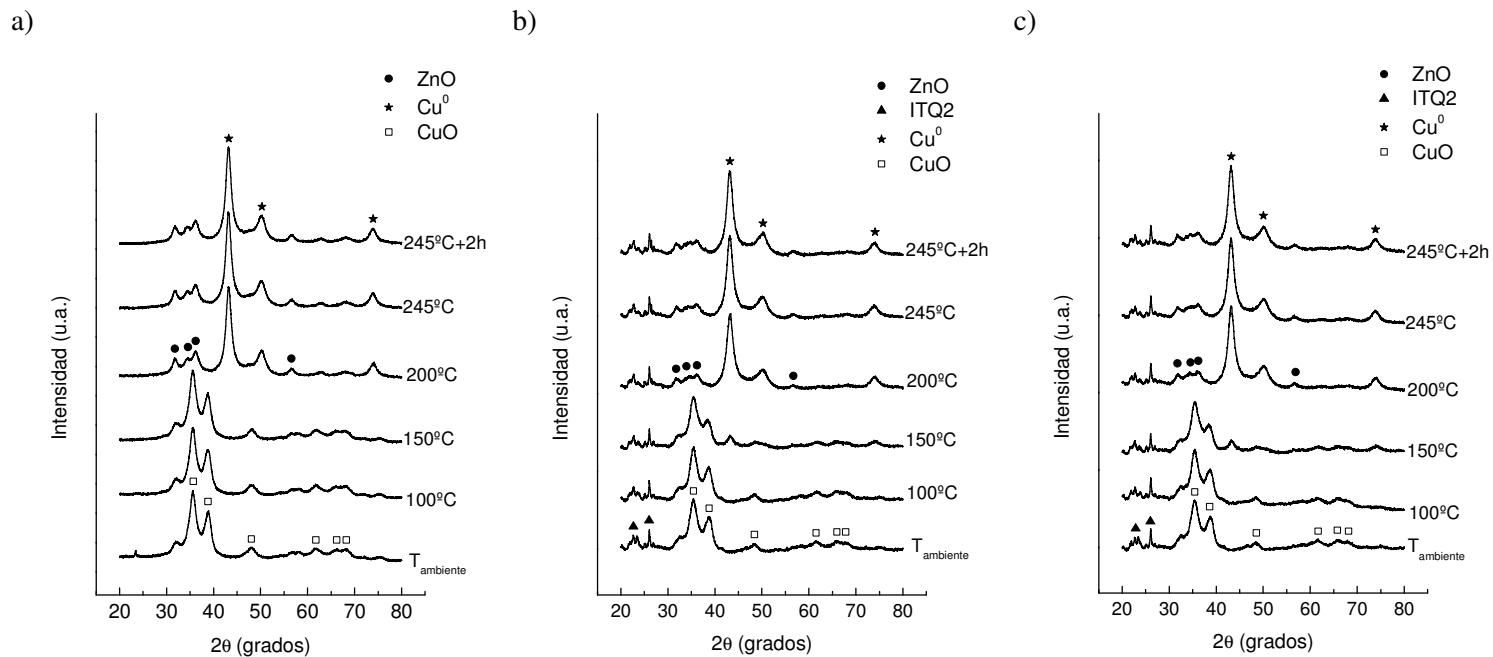 a)
ZnO
Cu⁰
CuO
245ºC+2h
245ºC
200ºC
150ºC
100ºC
Tambiente
Intensidad (u.a.)
20 30 40 50 60 70 80
2θ (grados)
b)
ZnO
ITQ2
Cu⁰
CuO
245ºC+2h
245ºC
200ºC
150ºC
100ºC
Tambiente
Intensidad (u.a.)
20 30 40 50 60 70 80
2θ (grados)
c)
ZnO
ITQ2
Cu⁰
CuO
245ºC+2h
245ºC
200ºC
150ºC
100ºC
Tambiente
Intensidad (u.a.)
20 30 40 50 60 70 80
2θ (grados)